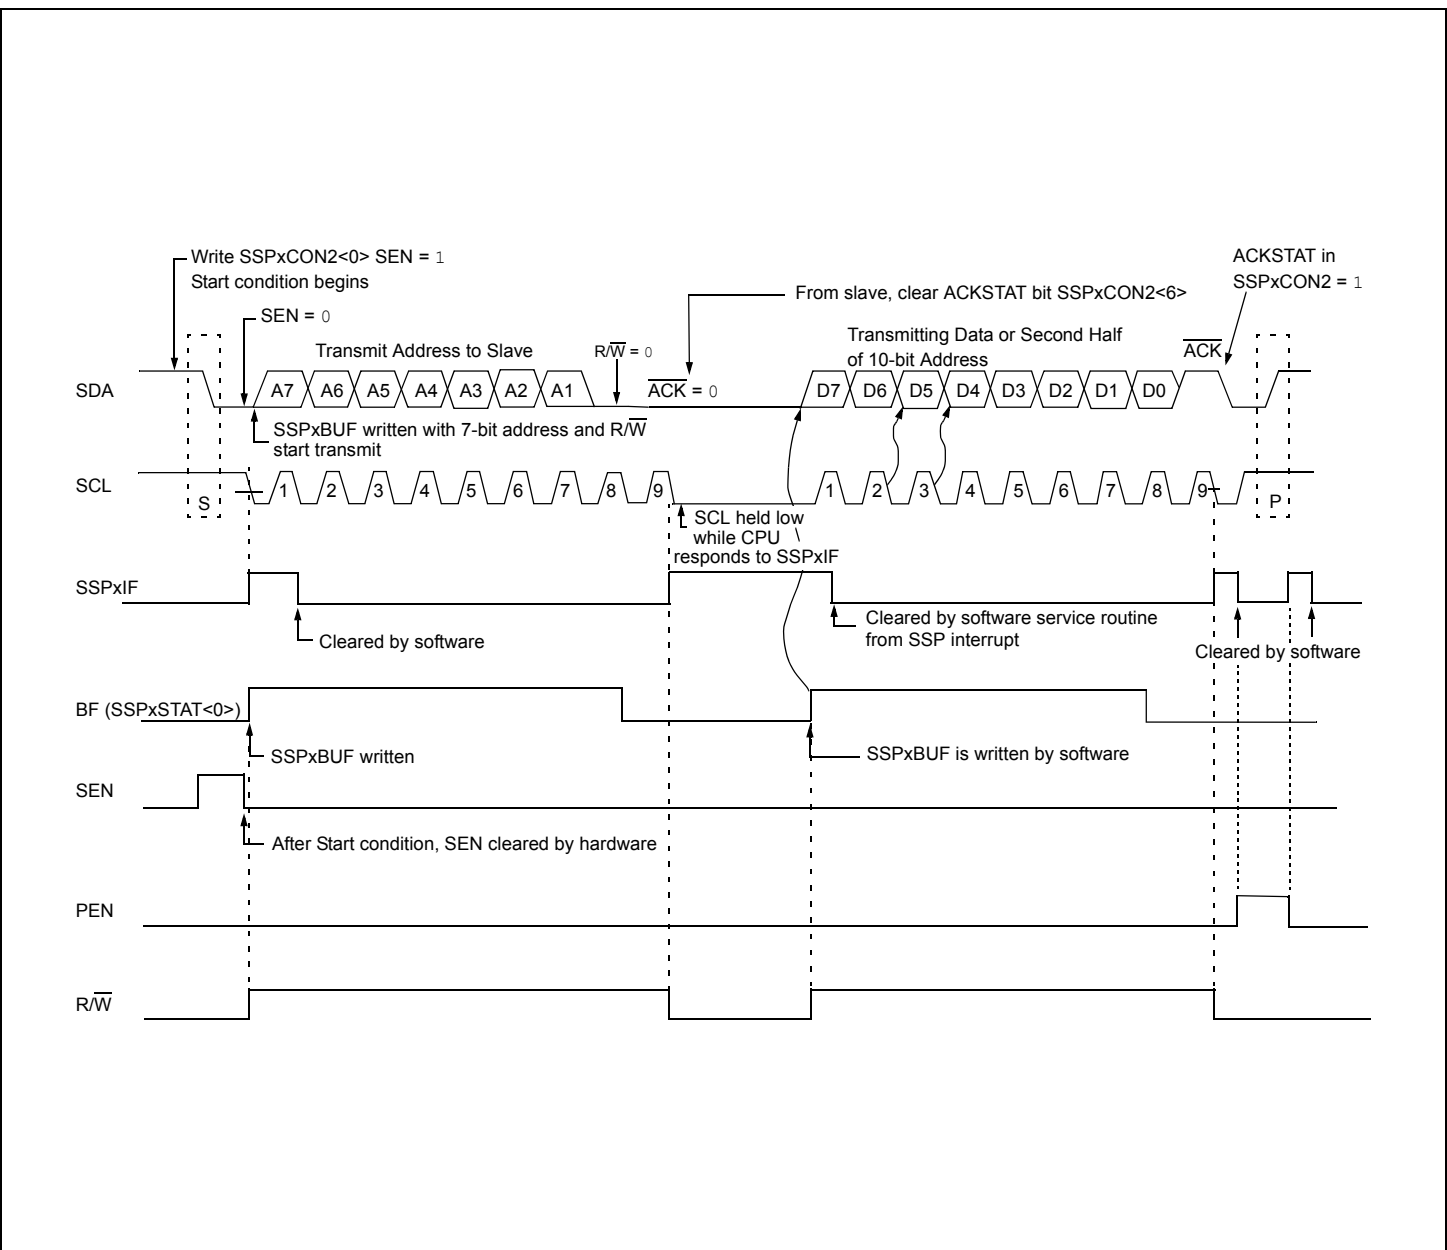 Write SSPxCON2<0> SEN = 1
Start condition begins
ACKSTAT in
SSPxCON2 = 1
From slave, clear ACKSTAT bit SSPxCON2<6>
SEN = 0
Transmit Address to Slave
R/W̅ = 0
Transmitting Data or Second Half
of 10-bit Address
A̅C̅K̅
SDA
A7 A6 A5 A4 A3 A2 A1
A̅C̅K̅ = 0
D7 D6 D5 D4 D3 D2 D1 D0
SSPxBUF written with 7-bit address and R/W̅
start transmit
SCL
S
1 2 3 4 5 6 7 8 9
1 2 3 4 5 6 7 8 9
P
SCL held low
while CPU
responds to SSPxIF
SSPxIF
Cleared by software
Cleared by software service routine
from SSP interrupt
Cleared by software
BF (SSPxSTAT<0>)
SSPxBUF written
SSPxBUF is written by software
SEN
After Start condition, SEN cleared by hardware
PEN
R/W̅